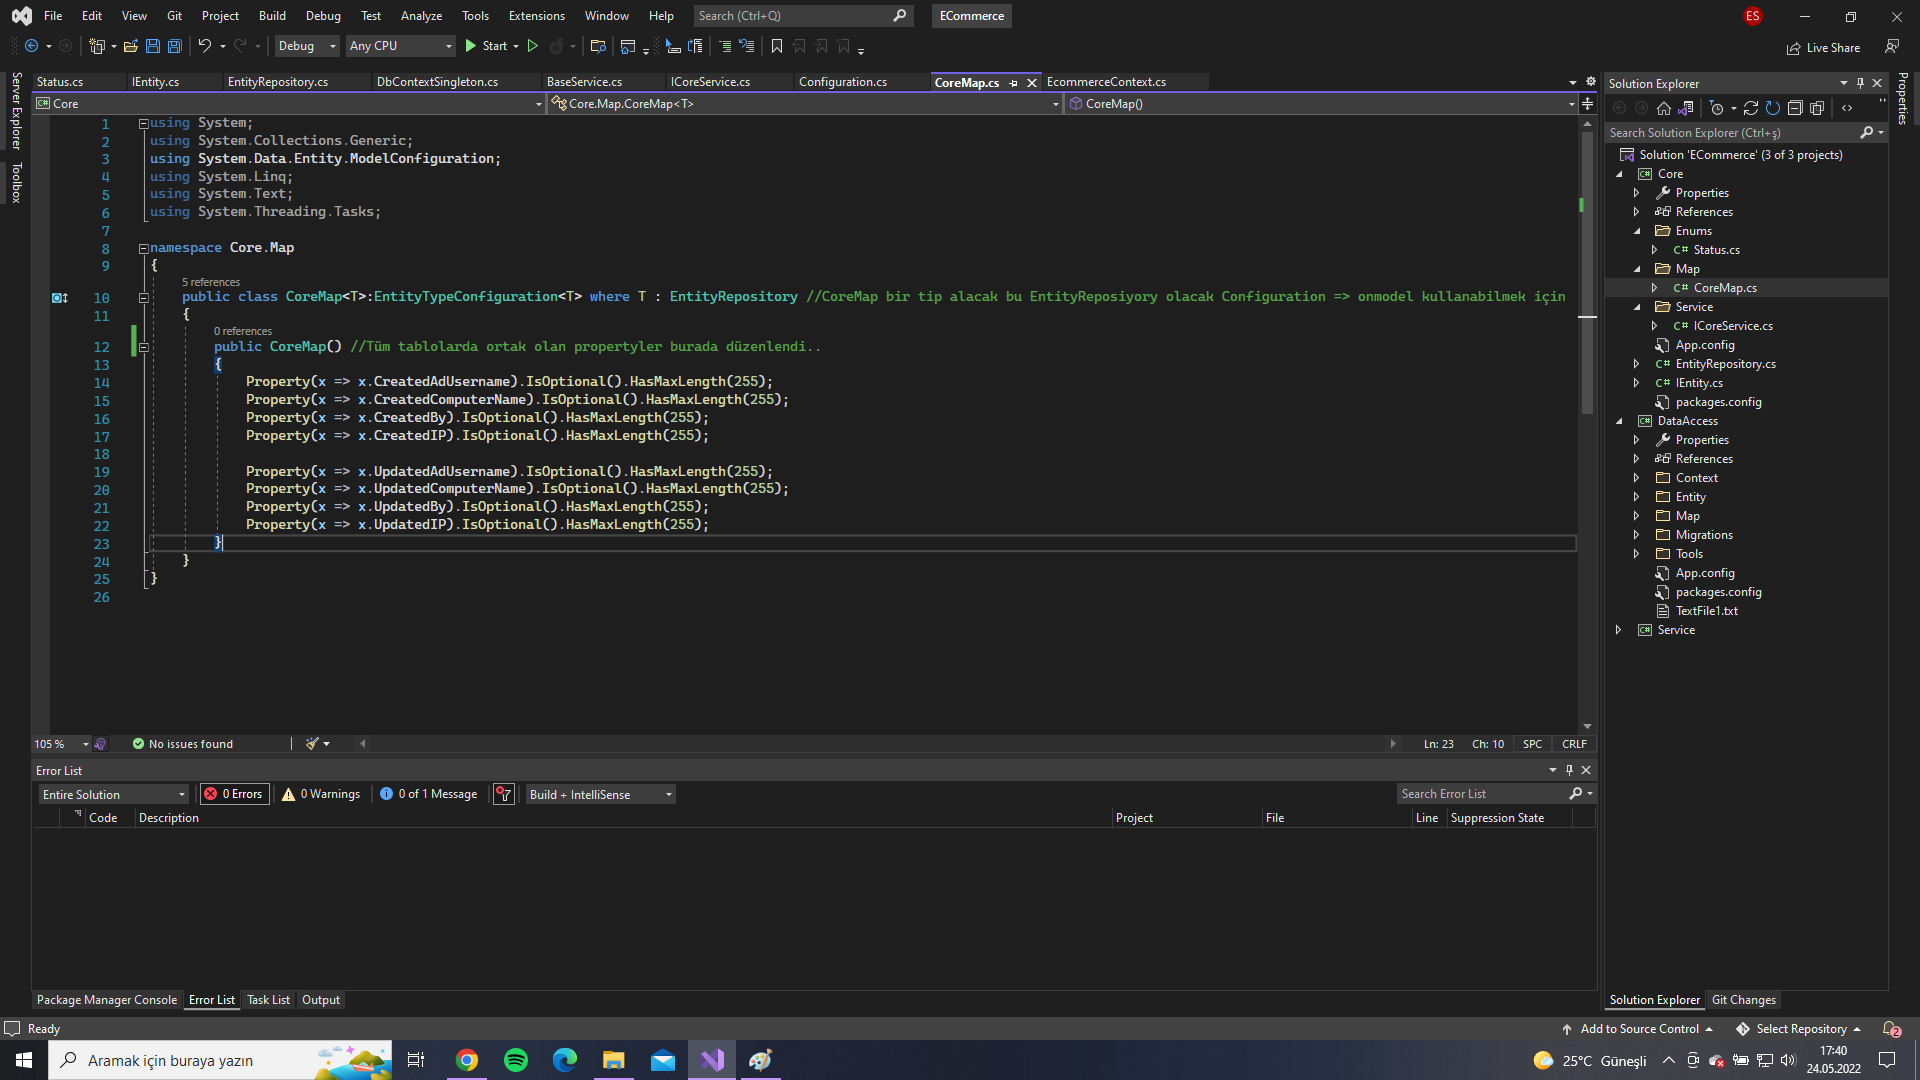 File Edit View Git Project Build Debug Test Analyze Tools Extensions Window Help Search (Ctrl+Q) ECommerce ES
Debug Any CPU Start Live Share
Server Explorer
Toolbox
Status.cs IEntity.cs EntityRepository.cs DbContextSingleton.cs BaseService.cs ICoreService.cs Configuration.cs CoreMap.cs EcommerceContext.cs
Core Core.Map.CoreMap<T> CoreMap()
1 using System;
2 using System.Collections.Generic;
3 using System.Data.Entity.ModelConfiguration;
4 using System.Linq;
5 using System.Text;
6 using System.Threading.Tasks;
7
8 namespace Core.Map
9 {
5 references
10 public class CoreMap<T>:EntityTypeConfiguration<T> where T : EntityRepository //CoreMap bir tip alacak bu EntityReposiyory olacak Configuration => onmodel kullanabilmek için
11 {
0 references
12 public CoreMap() //Tüm tablolarda ortak olan propertyler burada düzenlendi..
13 {
14 Property(x => x.CreatedAdUsername).IsOptional().HasMaxLength(255);
15 Property(x => x.CreatedComputerName).IsOptional().HasMaxLength(255);
16 Property(x => x.CreatedBy).IsOptional().HasMaxLength(255);
17 Property(x => x.CreatedIP).IsOptional().HasMaxLength(255);
18
19 Property(x => x.UpdatedAdUsername).IsOptional().HasMaxLength(255);
20 Property(x => x.UpdatedComputerName).IsOptional().HasMaxLength(255);
21 Property(x => x.UpdatedBy).IsOptional().HasMaxLength(255);
22 Property(x => x.UpdatedIP).IsOptional().HasMaxLength(255);
23 }
24 }
25 }
26
105 % No issues found Ln: 23 Ch: 10 SPC CRLF
Error List
Entire Solution 0 Errors 0 Warnings 0 of 1 Message Build + IntelliSense Search Error List
Code Description Project File Line Suppression State
Package Manager Console Error List Task List Output
Solution Explorer
Search Solution Explorer (Ctrl+ş)
Solution 'ECommerce' (3 of 3 projects)
C# Core
Properties
References
Enums
C# Status.cs
Map
C# CoreMap.cs
Service
C# ICoreService.cs
App.config
C# EntityRepository.cs
C# IEntity.cs
packages.config
C# DataAccess
Properties
References
Context
Entity
Map
Migrations
Tools
App.config
packages.config
TextFile1.txt
C# Service
Solution Explorer Git Changes
Properties
Ready Add to Source Control Select Repository 2
Aramak için buraya yazın 25°C Güneşli 17:40
24.05.2022